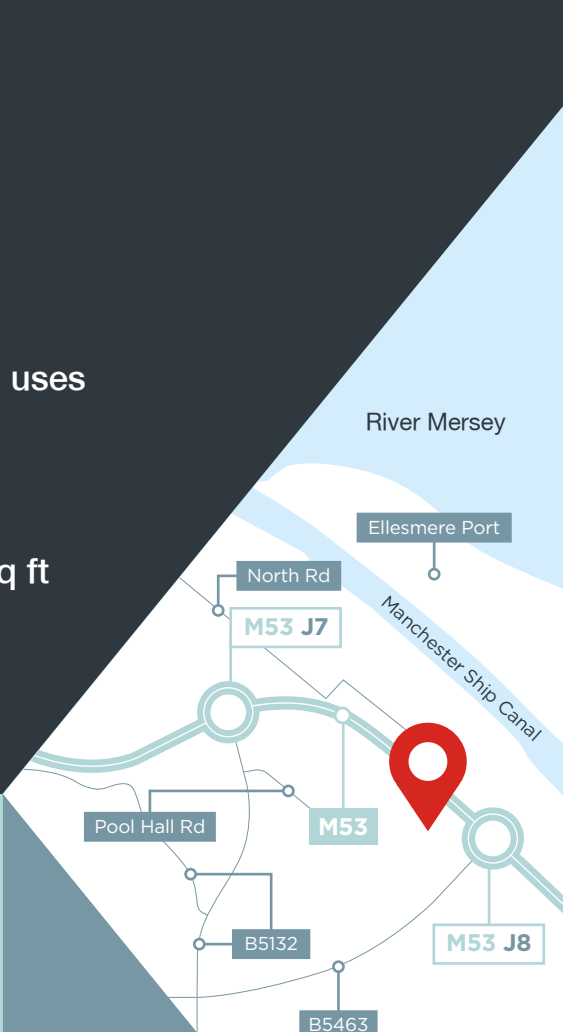 uses
River Mersey
Ellesmere Port
q ft
North Rd
Manchester Ship Canal
M53 J7
Pool Hall Rd
M53
B5132
M53 J8
B5463